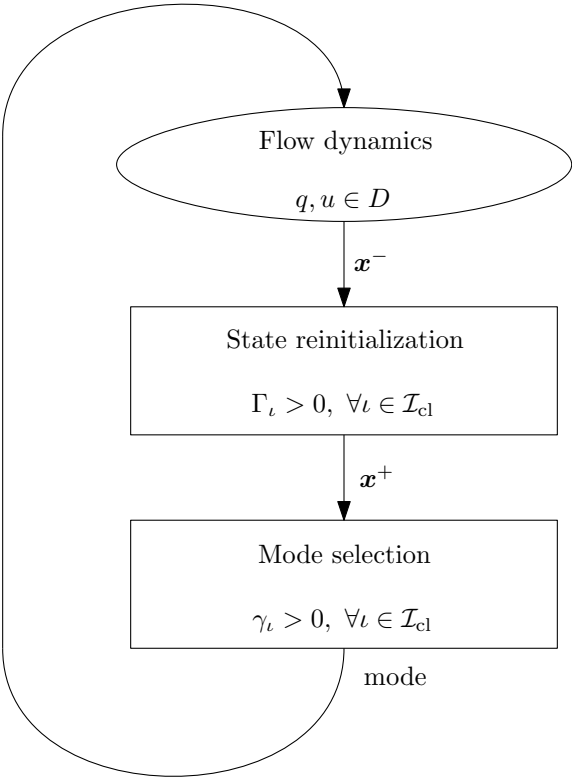 Flow dynamics
q, u ∈ D
x⁻
State reinitialization
Γ_ι > 0, ∀ι ∈ ℐ_cl
x⁺
Mode selection
γ_ι > 0, ∀ι ∈ ℐ_cl
mode